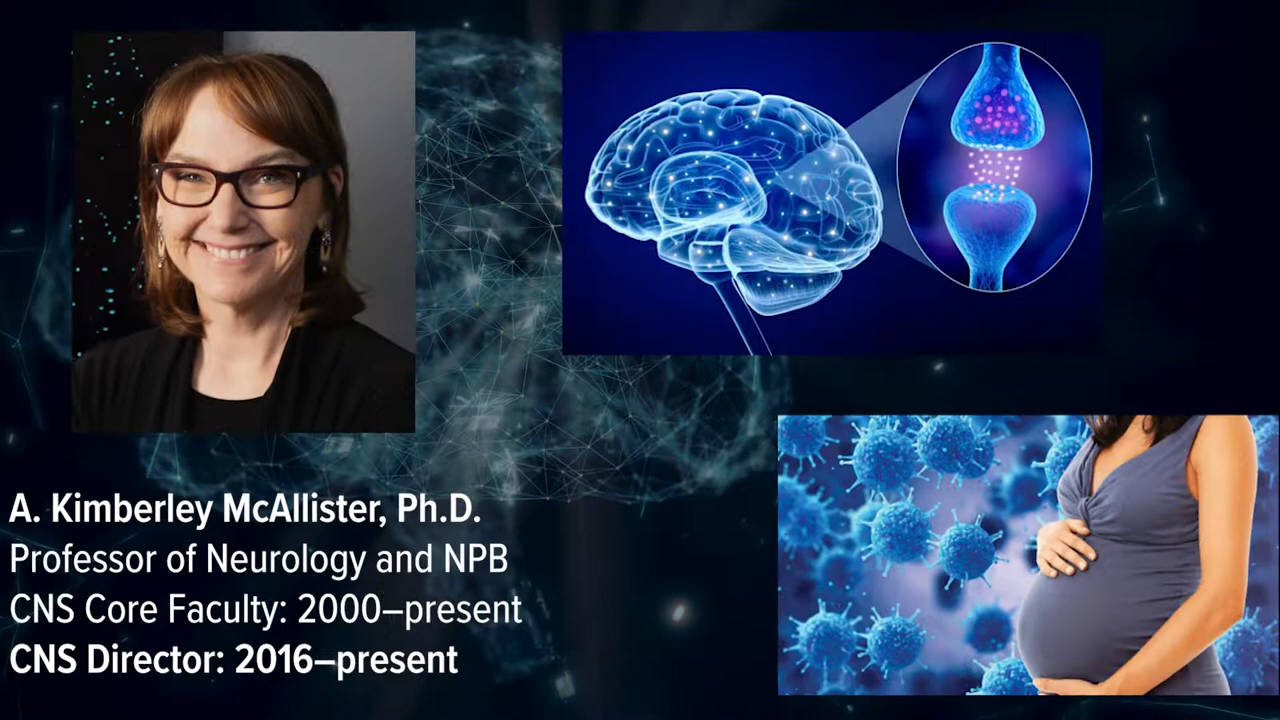 A. Kimberley McAllister, Ph.D.
Professor of Neurology and NPB
CNS Core Faculty: 2000–present
CNS Director: 2016–present